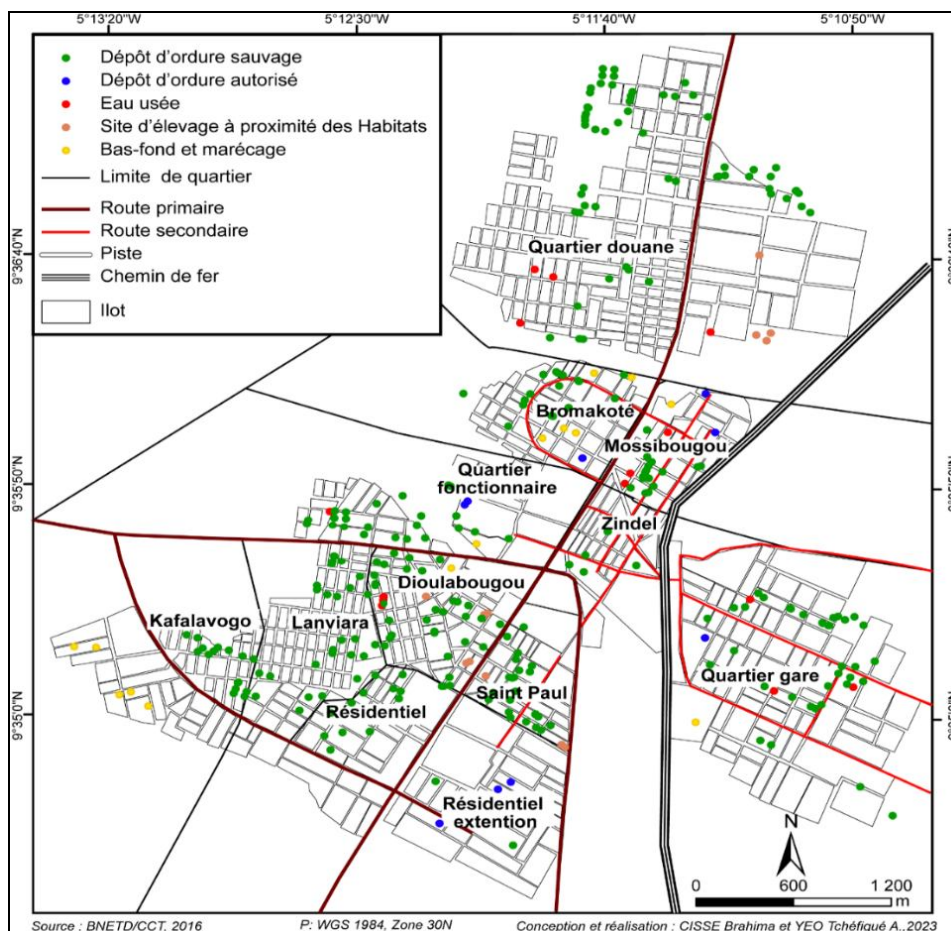 5°13'20" 5°12'30" 5°11'40" 5°10'50"
Dépôt d'ordure sauvage
Dépôt d'ordure autorisé
Eau usée
Site d'élevage à proximité des Habitats
Bas-fond et marécage
Limite de quartier
Route primaire
Route secondaire
Piste
Chemin de fer
Ilot
9°36'40"N
Quartier douane
Bromakoté
Mossibougou
9°35'50"N
Quartier
fonctionnaire
Zindel
Dioulabougou
Kafalavogo
Lanviara
Quartier gare
Saint Paul
Résidentiel
9°35'0"N
Résidentiel
extention
N
0 600 1 200
m
Source : BNETD/CCT, 2016 P: WGS 1984, Zone 30N Conception et réalisation : CISSE Brahima et YEO Tchéfiqué A.,2023